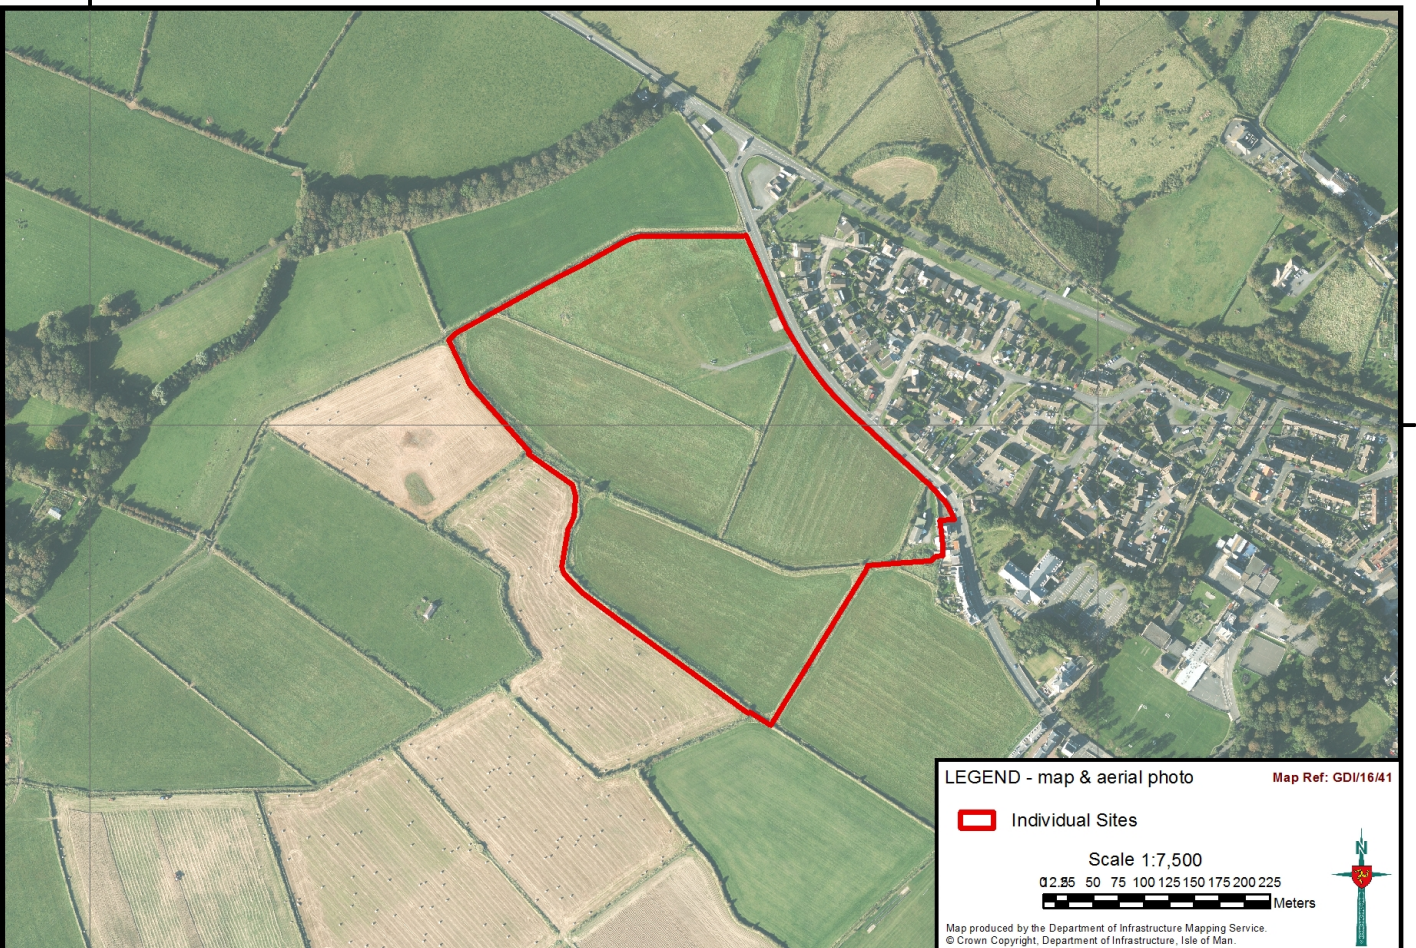 LEGEND - map & aerial photo
Map Ref: GDI/16/41
Individual Sites
N
Scale 1:7,500
0 12.5 25 50 75 100 125 150 175 200 225
Meters
Map produced by the Department of Infrastructure Mapping Service.
© Crown Copyright, Department of Infrastructure, Isle of Man.